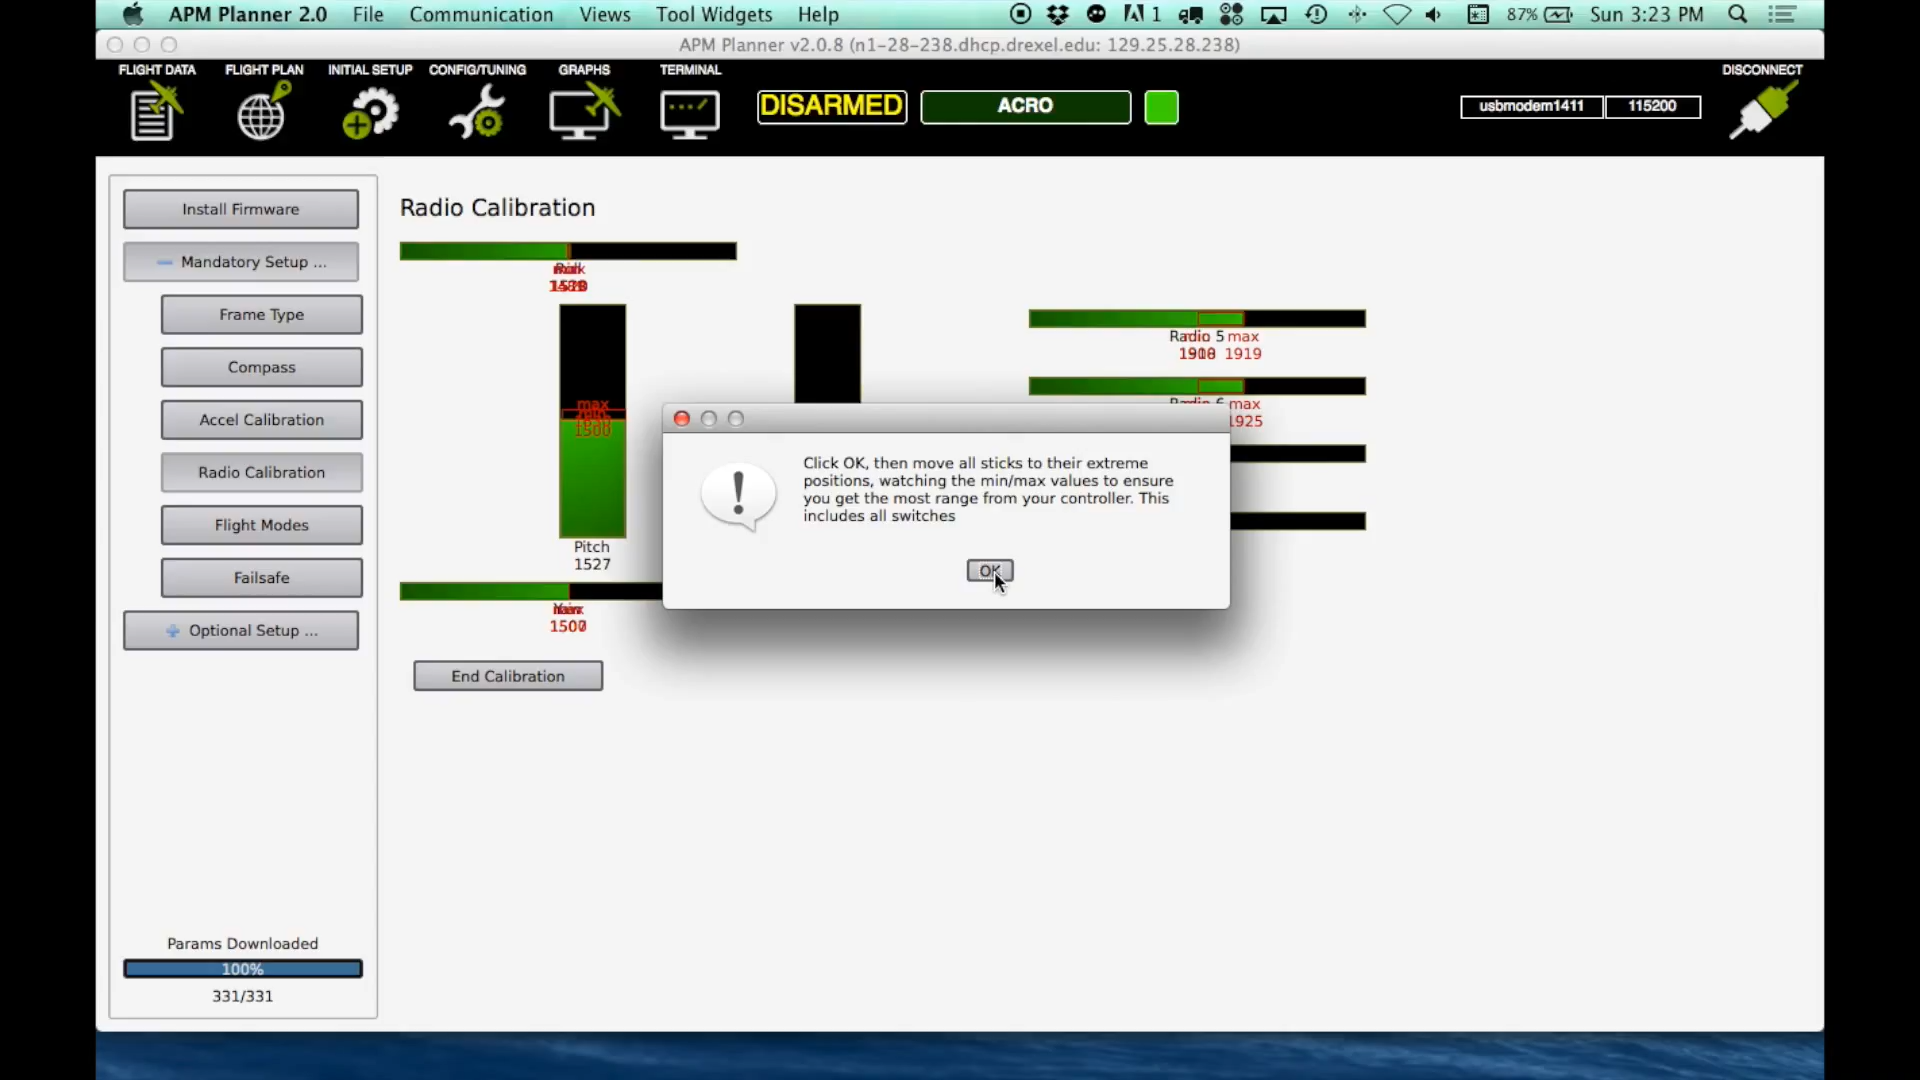 APM Planner 2.0 File Communication Views Tool Widgets Help 1 87% Sun 3:23 PM
APM Planner v2.0.8 (n1-28-238.dhcp.drexel.edu: 129.25.28.238)
FLIGHT DATA FLIGHT PLAN INITIAL SETUP CONFIG/TUNING GRAPHS TERMINAL DISCONNECT
DISARMED ACRO usbmodem1411 115200
Install Firmware
Mandatory Setup ...
Frame Type
Compass
Accel Calibration
Radio Calibration
Flight Modes
Failsafe
Optional Setup ...
Params Downloaded
100%
331/331
Radio Calibration
max
Pitch
1527
Radio 5 max
1919
max
1925
Click OK, then move all sticks to their extreme
positions, watching the min/max values to ensure
you get the most range from your controller. This
includes all switches
OK
End Calibration